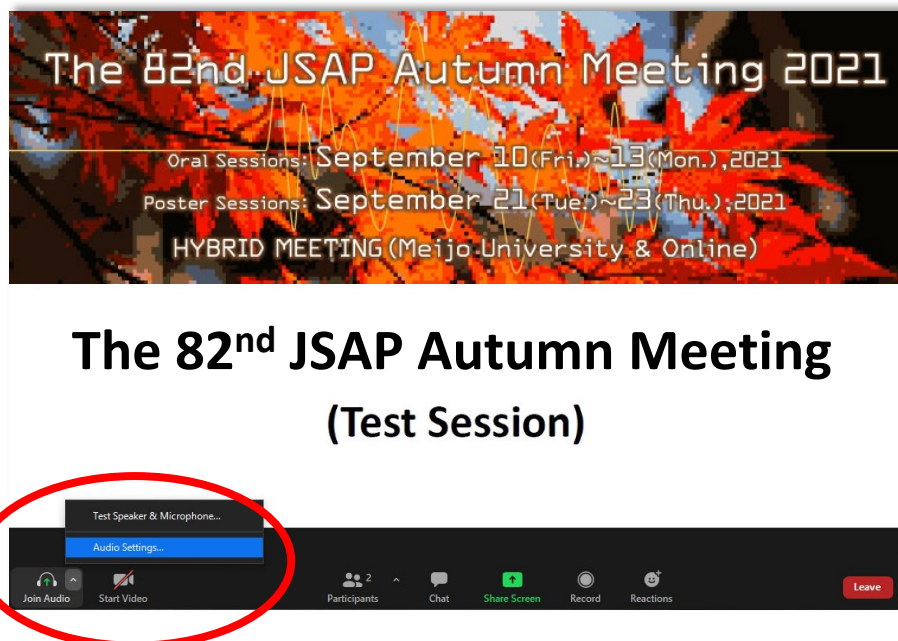 The 82nd JSAP Autumn Meeting 2021
Oral Sessions: September 10(Fri.)~13(Mon.),2021
Poster Sessions: September 21(Tue.)~23(Thu.),2021
HYBRID MEETING(Meijo University & Online)
The 82nd JSAP Autumn Meeting
(Test Session)
Test Speaker & Microphone...
Audio Settings...
2
Join Audio Start Video Participants Chat Share Screen Record Reactions Leave